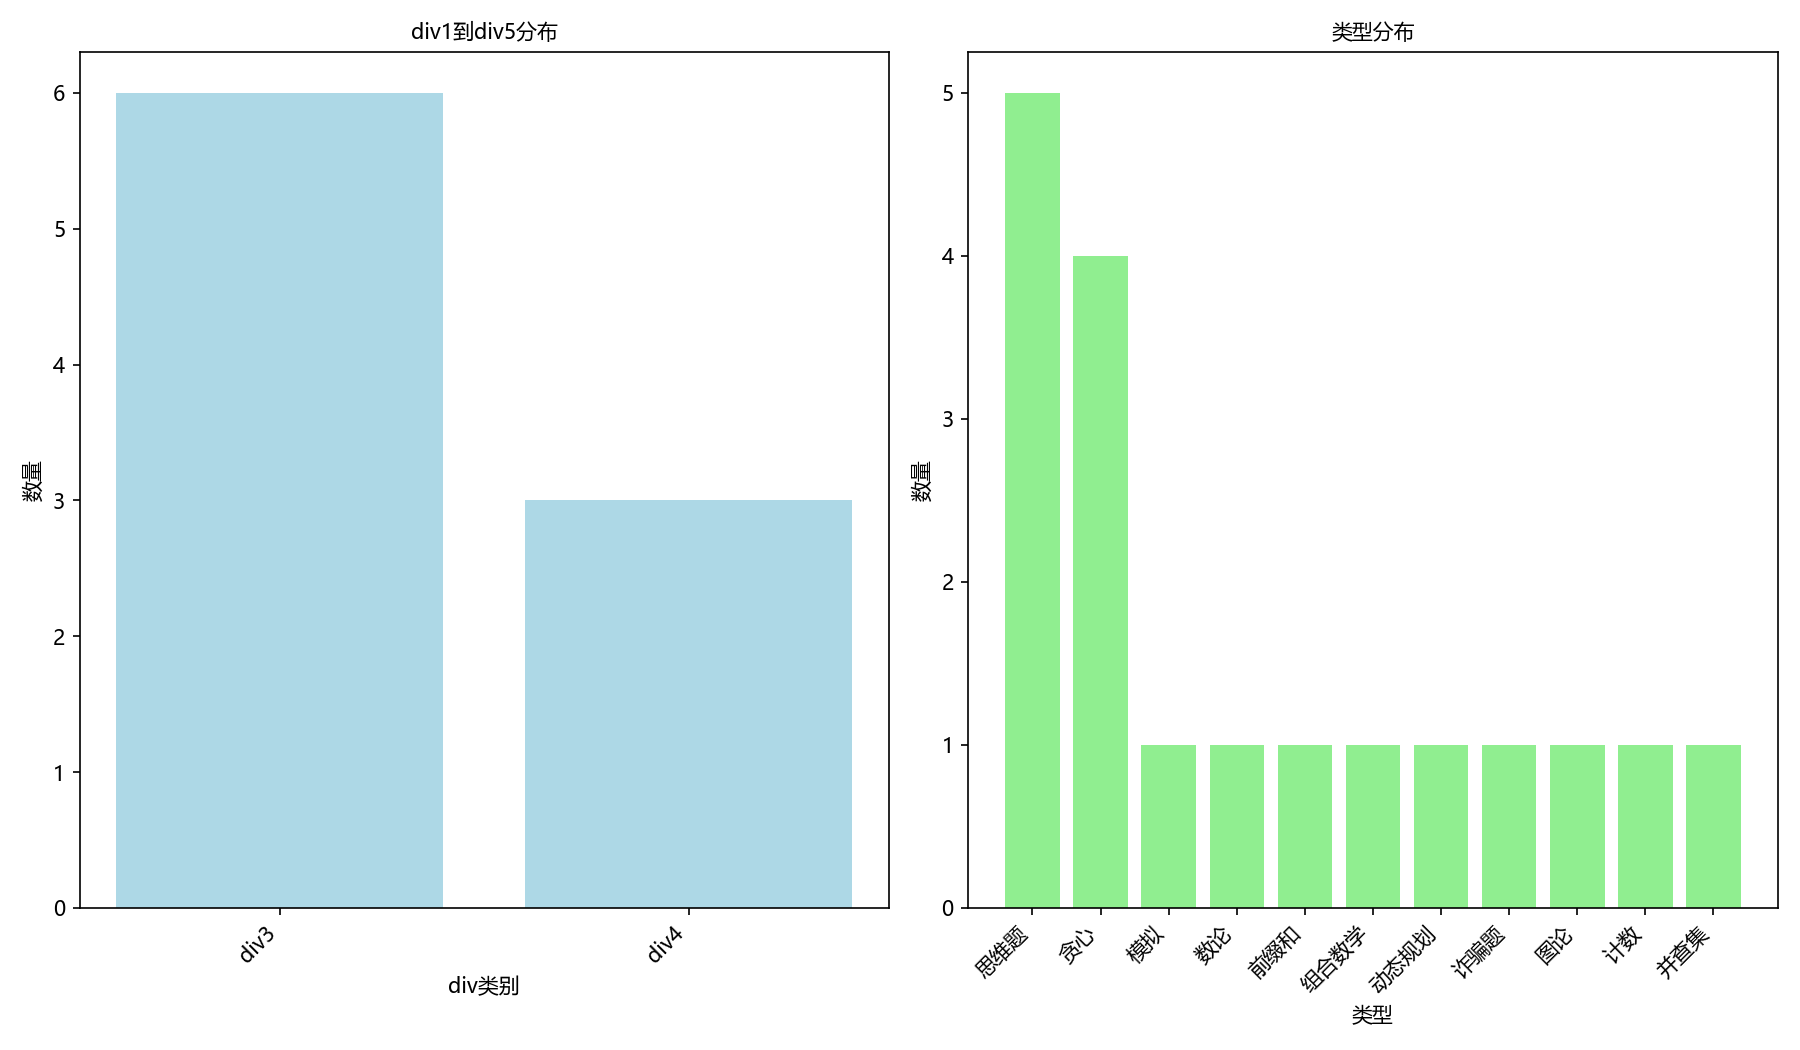 div1到div5分布
6
5
4
3
2
1
0
数量
div3
div4
div类别
类型分布
5
4
3
2
1
0
数量
思维题
贪心
模拟
数论
前缀和
组合数学
动态规划
诈骗题
图论
计数
并查集
类型